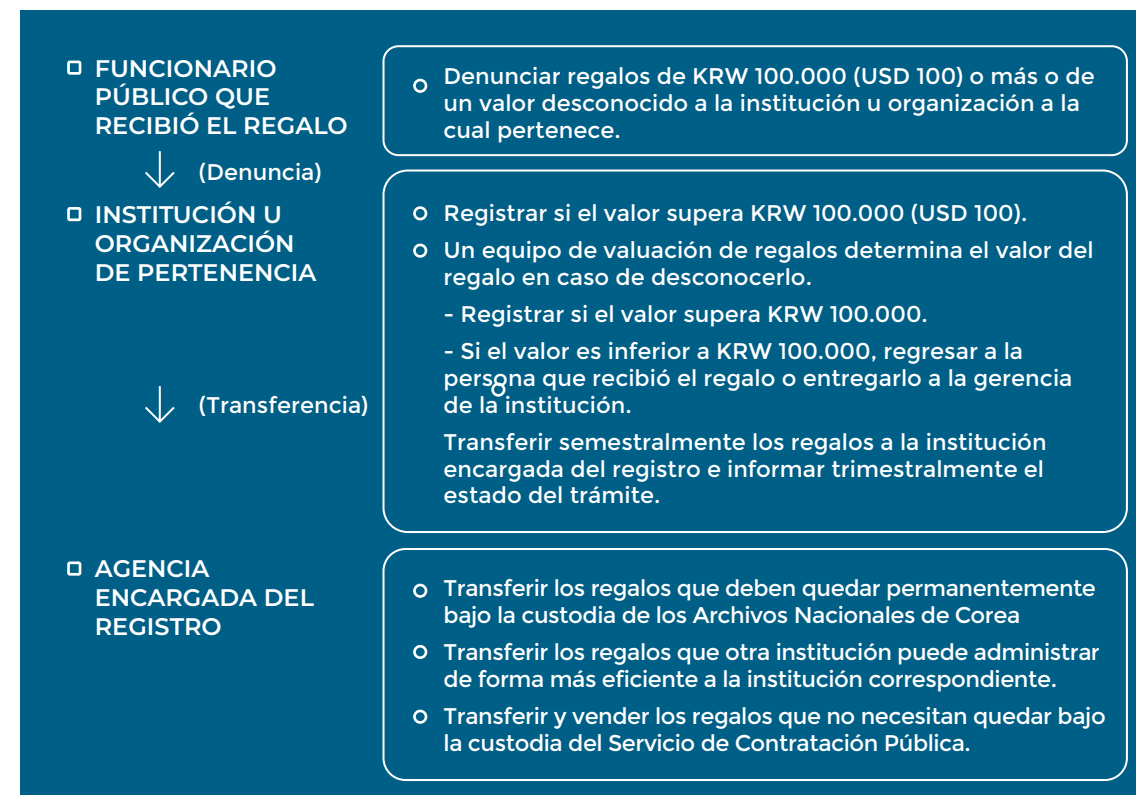 FUNCIONARIO
PÚBLICO QUE
RECIBIÓ EL REGALO
Denunciar regalos de KRW 100.000 (USD 100) o más o de
un valor desconocido a la institución u organización a la
cual pertenece.
(Denuncia)
INSTITUCIÓN U
ORGANIZACIÓN
DE PERTENENCIA
Registrar si el valor supera KRW 100.000 (USD 100).
Un equipo de valuación de regalos determina el valor del
regalo en caso de desconocerlo.
- Registrar si el valor supera KRW 100.000.
- Si el valor es inferior a KRW 100.000, regresar a la
persona que recibió el regalo o entregarlo a la gerencia
de la institución.
Transferir semestralmente los regalos a la institución
encargada del registro e informar trimestralmente el
estado del trámite.
(Transferencia)
AGENCIA
ENCARGADA DEL
REGISTRO
Transferir los regalos que deben quedar permanentemente
bajo la custodia de los Archivos Nacionales de Corea
Transferir los regalos que otra institución puede administrar
de forma más eficiente a la institución correspondiente.
Transferir y vender los regalos que no necesitan quedar bajo
la custodia del Servicio de Contratación Pública.